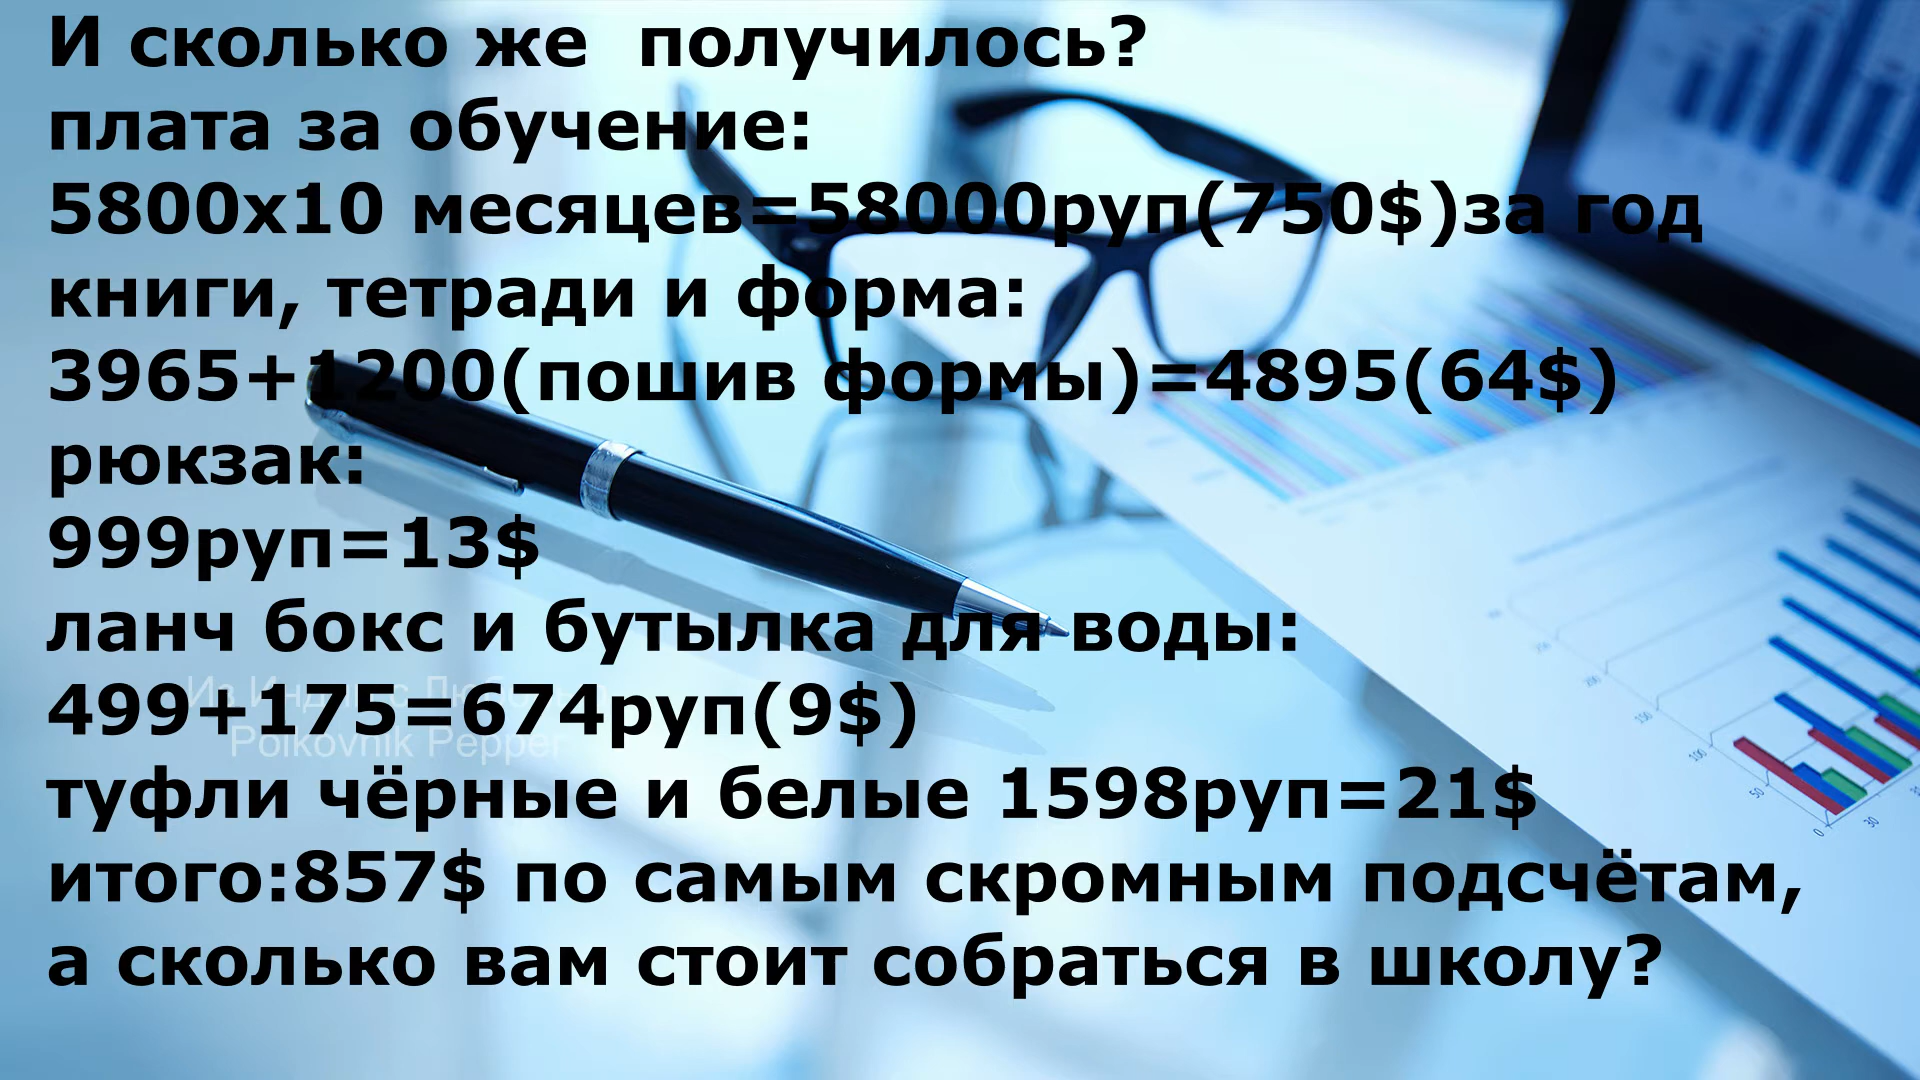 И сколько же получилось?
плата за обучение:
5800х10 месяцев=58000руп(750$)за год
книги, тетради и форма:
3965+1200(пошив формы)=4895(64$)
рюкзак:
999руп=13$
ланч бокс и бутылка для воды:
499+175=674руп(9$)
Polkovnik Pepper
туфли чёрные и белые 1598руп=21$
итого:857$ по самым скромным подсчётам,
а сколько вам стоит собраться в школу?